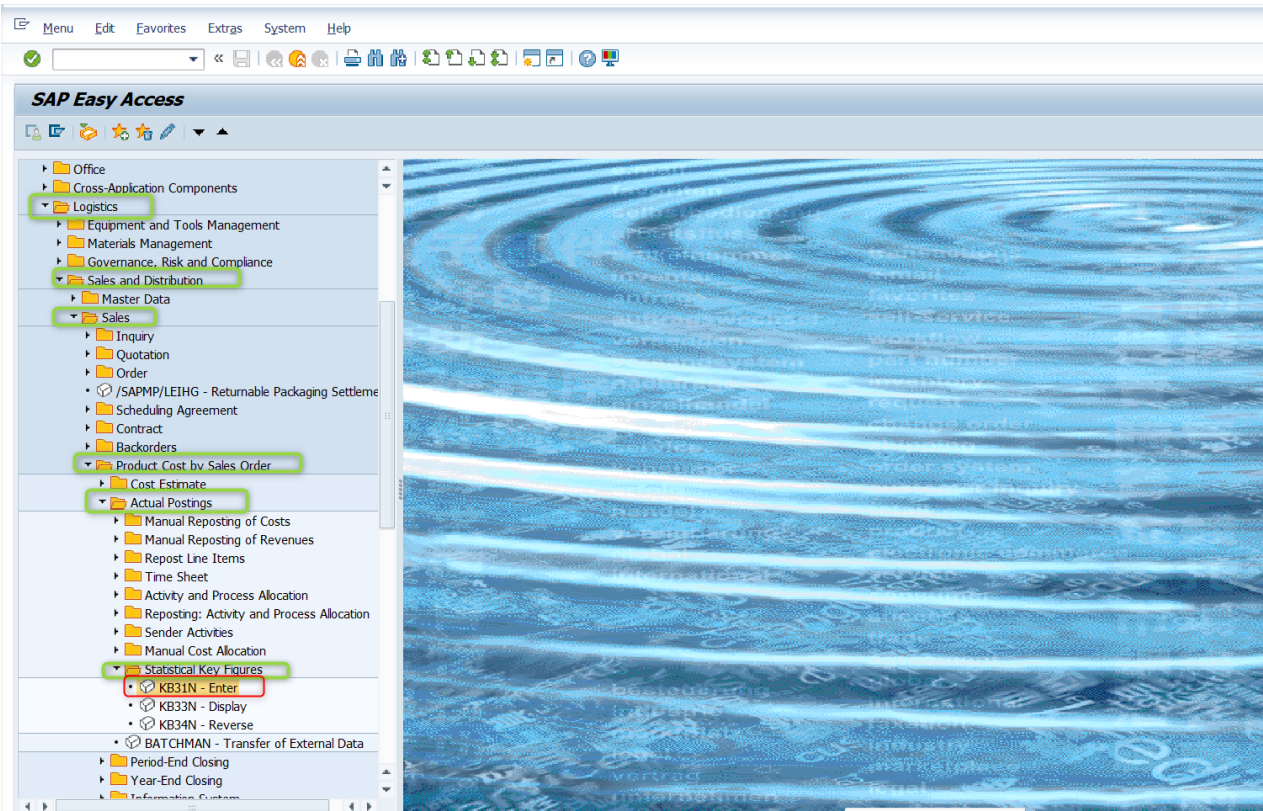 Menu Edit Favorites Extras System Help
SAP Easy Access
Office
Cross-Application Components
Logistics
Equipment and Tools Management
Materials Management
Governance, Risk and Compliance
Sales and Distribution
Master Data
Sales
Inquiry
Quotation
Order
/SAPMP/LEIHG - Returnable Packaging Settleme
Scheduling Agreement
Contract
Backorders
Product Cost by Sales Order
Cost Estimate
Actual Postings
Manual Reposting of Costs
Manual Reposting of Revenues
Repost Line Items
Time Sheet
Activity and Process Allocation
Reposting: Activity and Process Allocation
Sender Activities
Manual Cost Allocation
Statistical Key Figures
KB31N - Enter
KB33N - Display
KB34N - Reverse
BATCHMAN - Transfer of External Data
Period-End Closing
Year-End Closing
Information System